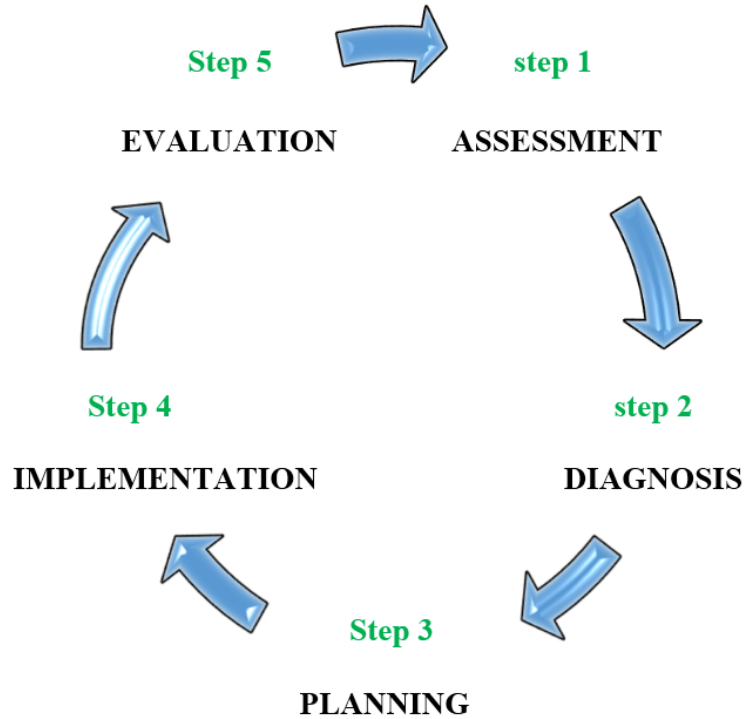 Step 5
step 1
EVALUATION
ASSESSMENT
Step 4
step 2
IMPLEMENTATION
DIAGNOSIS
Step 3
PLANNING